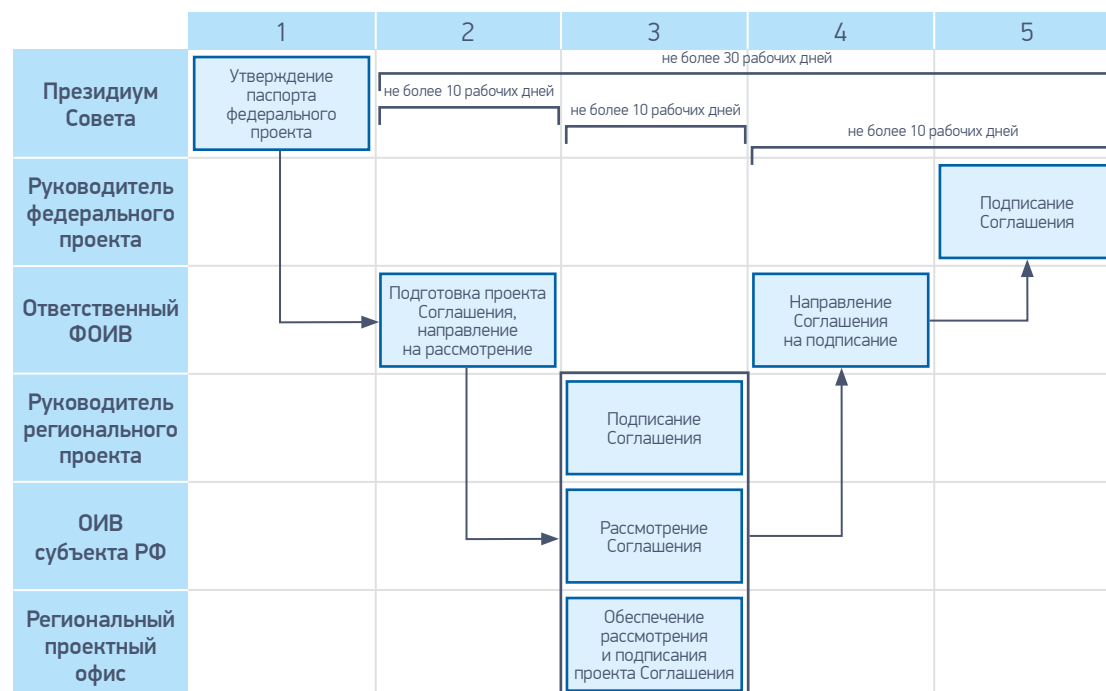 1
2
3
4
5
Президиум
Совета
Утверждение
паспорта
федерального
проекта
не более 30 рабочих дней
не более 10 рабочих дней
не более 10 рабочих дней
не более 10 рабочих дней
Руководитель
федерального
проекта
Подписание
Соглашения
Ответственный
ФОИВ
Подготовка проекта
Соглашения,
направление
на рассмотрение
Направление
Соглашения
на подписание
Руководитель
регионального
проекта
Подписание
Соглашения
ОИВ
субъекта РФ
Рассмотрение
Соглашения
Региональный
проектный
офис
Обеспечение
рассмотрения
и подписания
проекта Соглашения